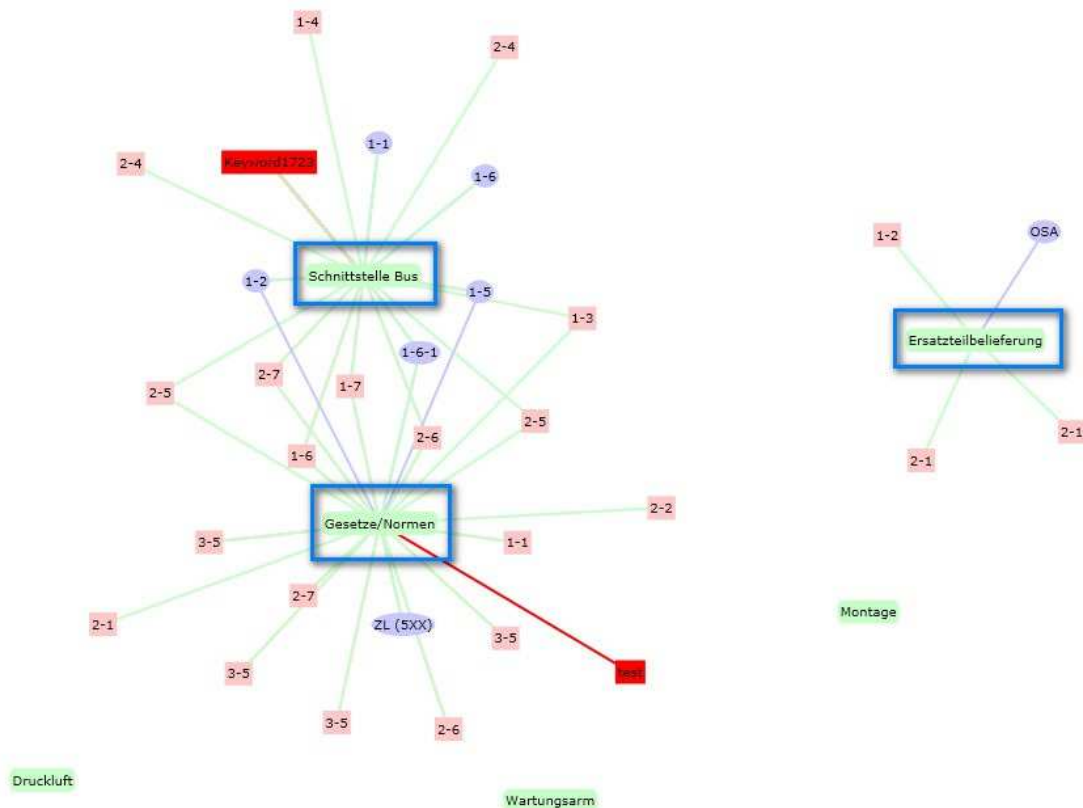 1-4
2-4
1-1
Keyword1723
2-4
1-6
OSA
1-2
Schnittstelle Bus
1-2
1-5
1-3
Ersatzteilbelieferung
1-6-1
2-7
1-7
2-5
2-5
2-6
2-1
1-6
2-1
2-2
Gesetze/Normen
3-5
1-1
2-7
Montage
2-1
ZL (5XX)
3-5
3-5
test
3-5
2-6
Druckluft
Wartungsarm